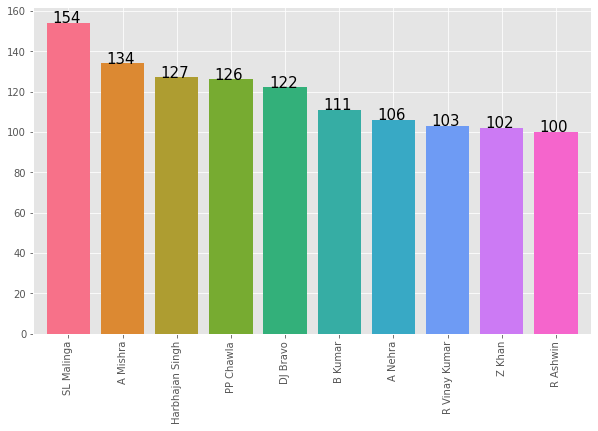 160
140
120
100
80
60
40
20
0
154
134
127
126
122
111
106
103
102
100
SL Malinga
A Mishra
Harbhajan Singh
PP Chawla
DJ Bravo
B Kumar
A Nehra
R Vinay Kumar
Z Khan
R Ashwin